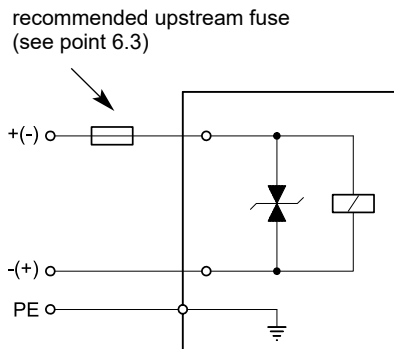 recommended upstream fuse
(see point 6.3)
+(-)
-(+)
PE